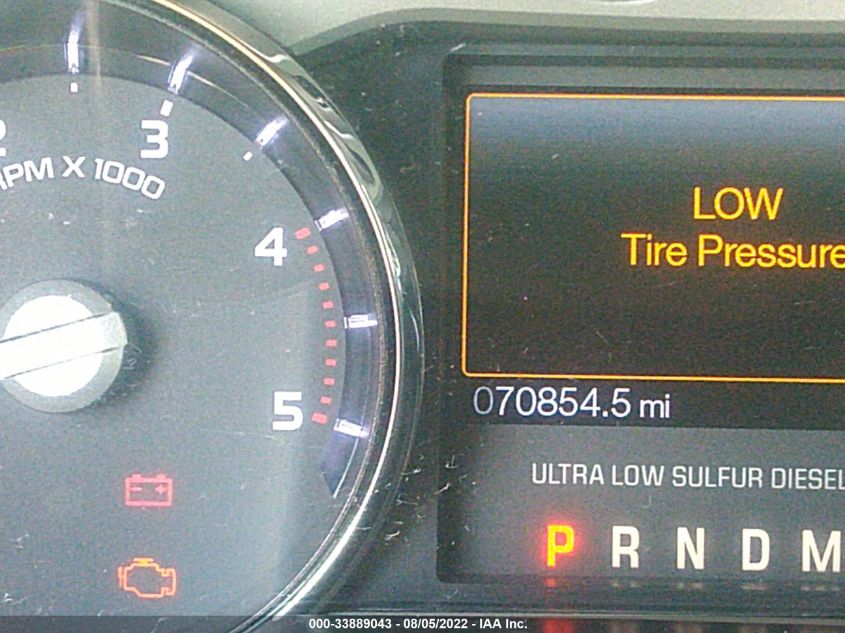 2
3
RPM X 1000
4
5
LOW
Tire Pressure
070854.5 mi
ULTRA LOW SULFUR DIESEL
P R N D M
000-33889043 - 08/05/2022 - IAA Inc.